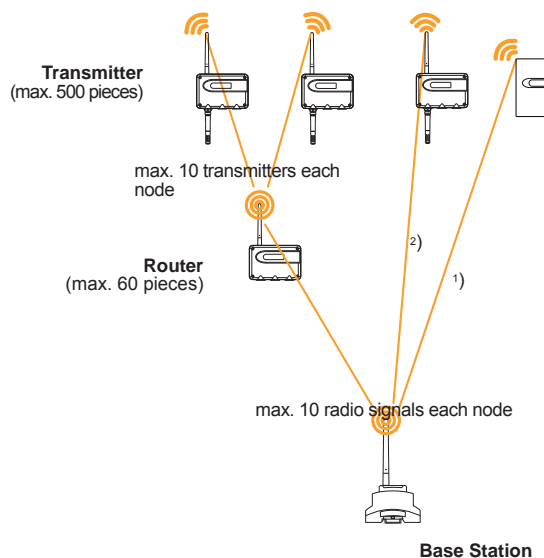 Transmitter
(max. 500 pieces)
max. 10 transmitters each
node
2)
Router
(max. 60 pieces)
1)
max. 10 radio signals each node
Base Station